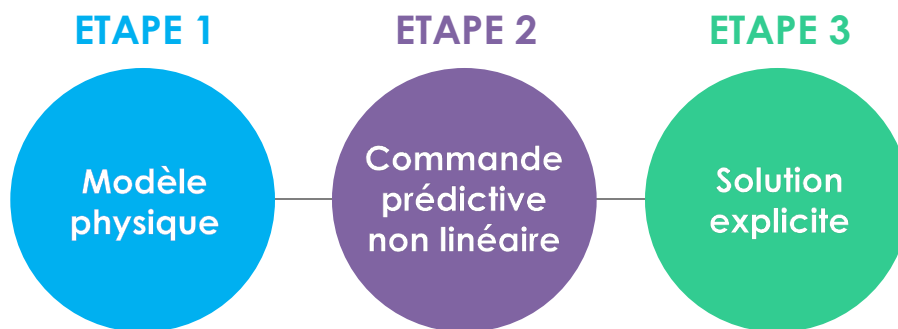 ETAPE 1
Modèle
physique
ETAPE 2
Commande
prédictive
non linéaire
ETAPE 3
Solution
explicite